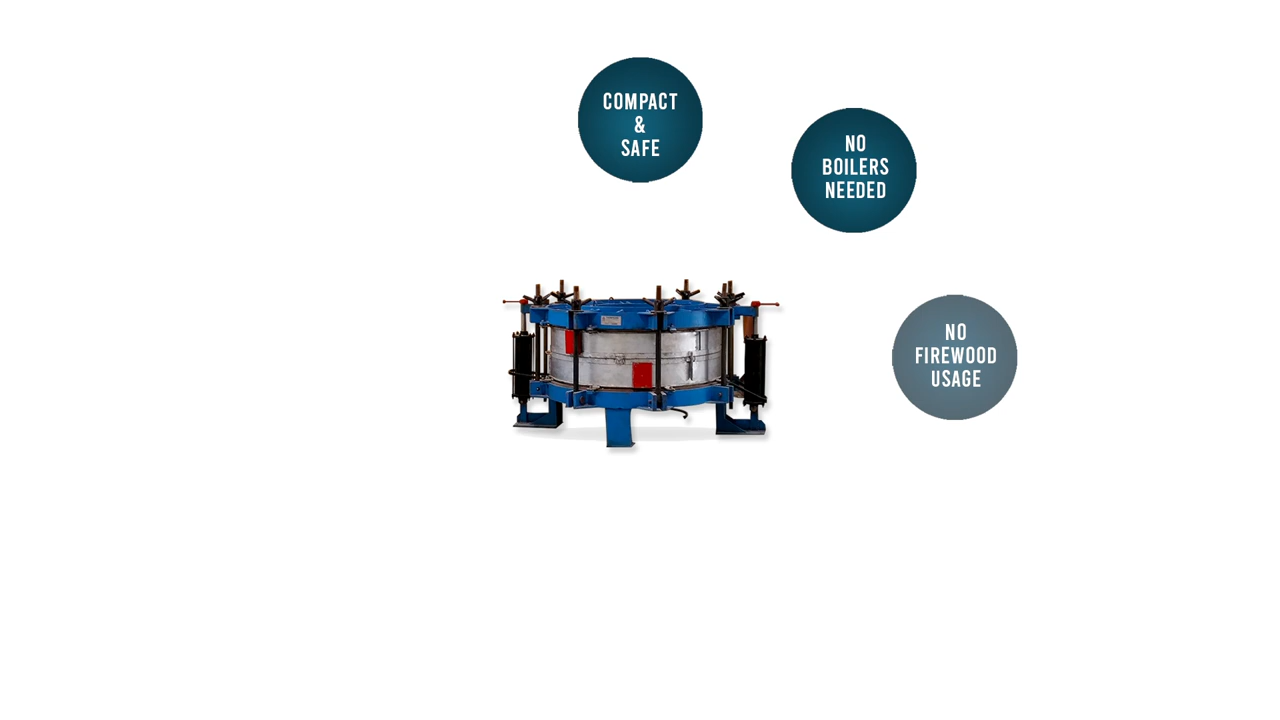 COMPACT
&
SAFE
NO
BOILERS
NEEDED
NO
FIREWOOD
USAGE